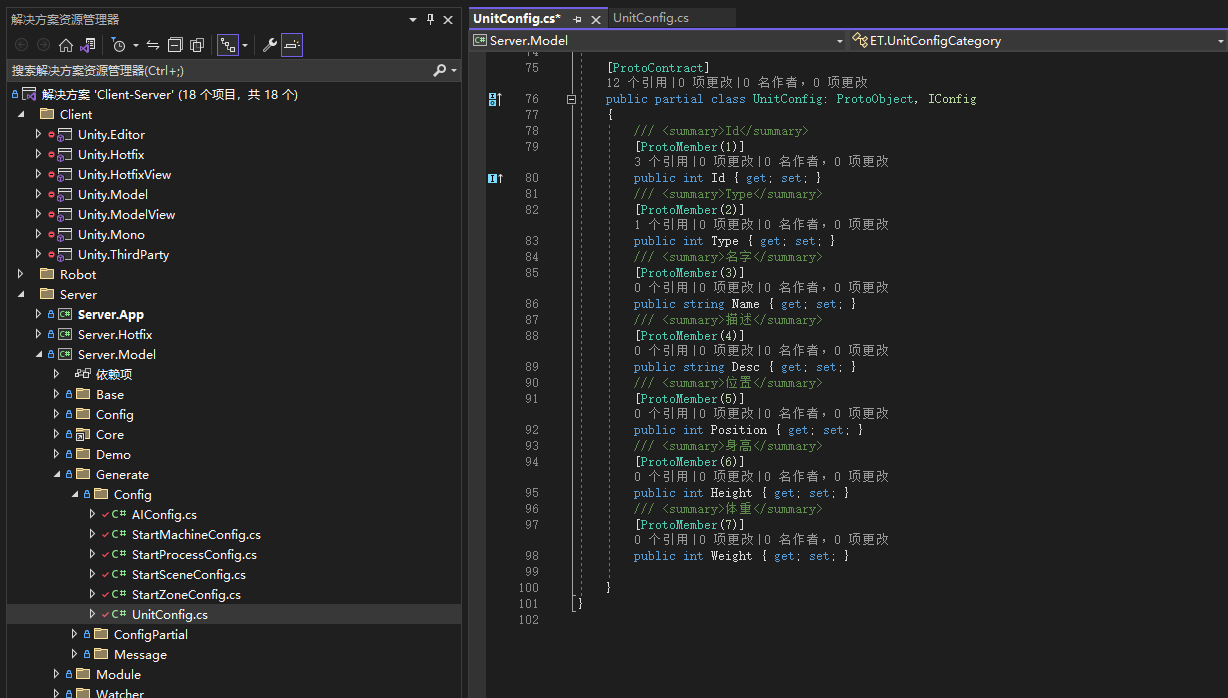 解决方案资源管理器
搜索解决方案资源管理器(Ctrl+;)
解决方案 'Client-Server' (18 个项目，共 18 个)
Client
Unity.Editor
Unity.Hotfix
Unity.HotfixView
Unity.Model
Unity.ModelView
Unity.Mono
Unity.ThirdParty
Robot
Server
Server.App
Server.Hotfix
Server.Model
依赖项
Base
Config
Core
Demo
Generate
Config
C# AIConfig.cs
C# StartMachineConfig.cs
C# StartProcessConfig.cs
C# StartSceneConfig.cs
C# StartZoneConfig.cs
C# UnitConfig.cs
ConfigPartial
Message
Module
Watcher
UnitConfig.cs*
UnitConfig.cs
Server.Model
ET.UnitConfigCategory
74
75 [ProtoContract]
12 个引用|0 项更改|0 名作者，0 项更改
76 public partial class UnitConfig: ProtoObject, IConfig
77 {
78 /// <summary>Id</summary>
79 [ProtoMember(1)]
3 个引用|0 项更改|0 名作者，0 项更改
80 public int Id { get; set; }
81 /// <summary>Type</summary>
82 [ProtoMember(2)]
1 个引用|0 项更改|0 名作者，0 项更改
83 public int Type { get; set; }
84 /// <summary>名字</summary>
85 [ProtoMember(3)]
0 个引用|0 项更改|0 名作者，0 项更改
86 public string Name { get; set; }
87 /// <summary>描述</summary>
88 [ProtoMember(4)]
0 个引用|0 项更改|0 名作者，0 项更改
89 public string Desc { get; set; }
90 /// <summary>位置</summary>
91 [ProtoMember(5)]
0 个引用|0 项更改|0 名作者，0 项更改
92 public int Position { get; set; }
93 /// <summary>身高</summary>
94 [ProtoMember(6)]
0 个引用|0 项更改|0 名作者，0 项更改
95 public int Height { get; set; }
96 /// <summary>体重</summary>
97 [ProtoMember(7)]
0 个引用|0 项更改|0 名作者，0 项更改
98 public int Weight { get; set; }
99
100 }
101 }
102